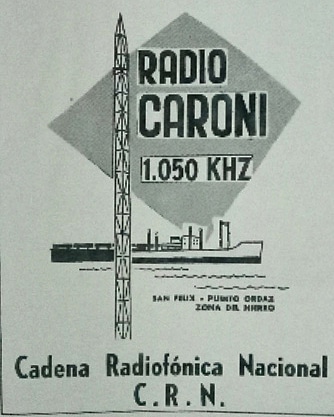 RADIO
CARONI
1.050 KHZ
SAN FELIX - PUERTO ORDAZ
ZONA DEL HIERRO
Cadena Radiofónica Nacional
C.R.N.